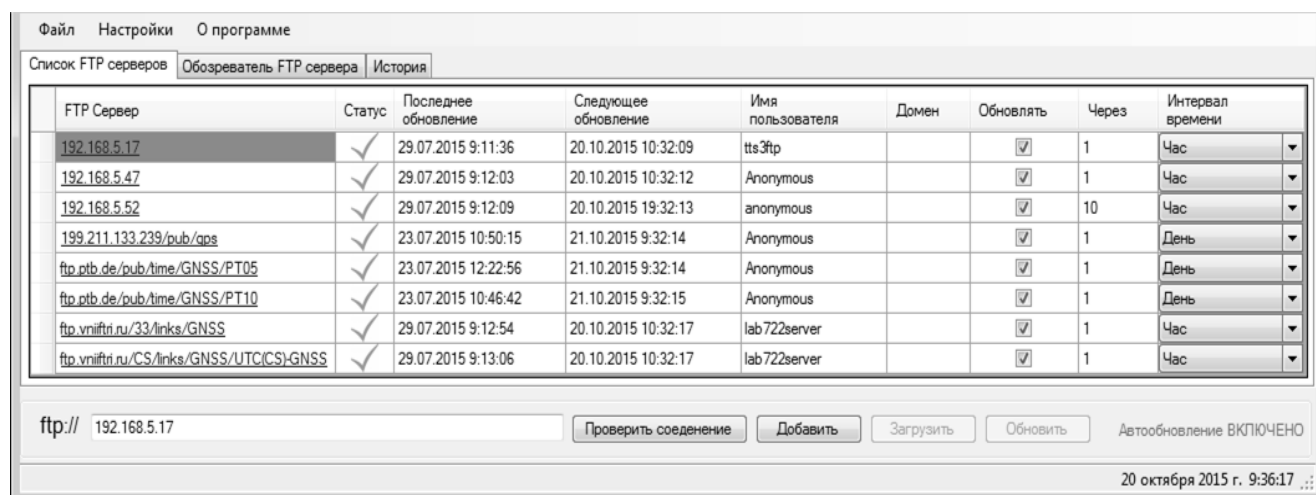 Файл Настройки О программе
Список FTP серверов Обозреватель FTP сервера История
FTP Сервер Статус Последнее обновление Следующее обновление Имя пользователя Домен Обновлять Через Интервал времени
192.168.5.17 29.07.2015 9:11:36 20.10.2015 10:32:09 tts3ftp 1 Час
192.168.5.47 29.07.2015 9:12:03 20.10.2015 10:32:12 Anonymous 1 Час
192.168.5.52 29.07.2015 9:12:09 20.10.2015 19:32:13 anonymous 10 Час
199.211.133.239/pub/gps 23.07.2015 10:50:15 21.10.2015 9:32:14 Anonymous 1 День
ftp.ptb.de/pub/time/GNSS/PT05 23.07.2015 12:22:56 21.10.2015 9:32:14 Anonymous 1 День
ftp.ptb.de/pub/time/GNSS/PT10 23.07.2015 10:46:42 21.10.2015 9:32:15 Anonymous 1 День
ftp.vniiftri.ru/33/links/GNSS 29.07.2015 9:12:54 20.10.2015 10:32:17 lab722server 1 Час
ftp.vniiftri.ru/CS/links/GNSS/UTC(CS)-GNSS 29.07.2015 9:13:06 20.10.2015 10:32:17 lab722server 1 Час
ftp:// 192.168.5.17 Проверить соеденение Добавить Загрузить Обновить Автообновление ВКЛЮЧЕНО
20 октября 2015 г. 9:36:17